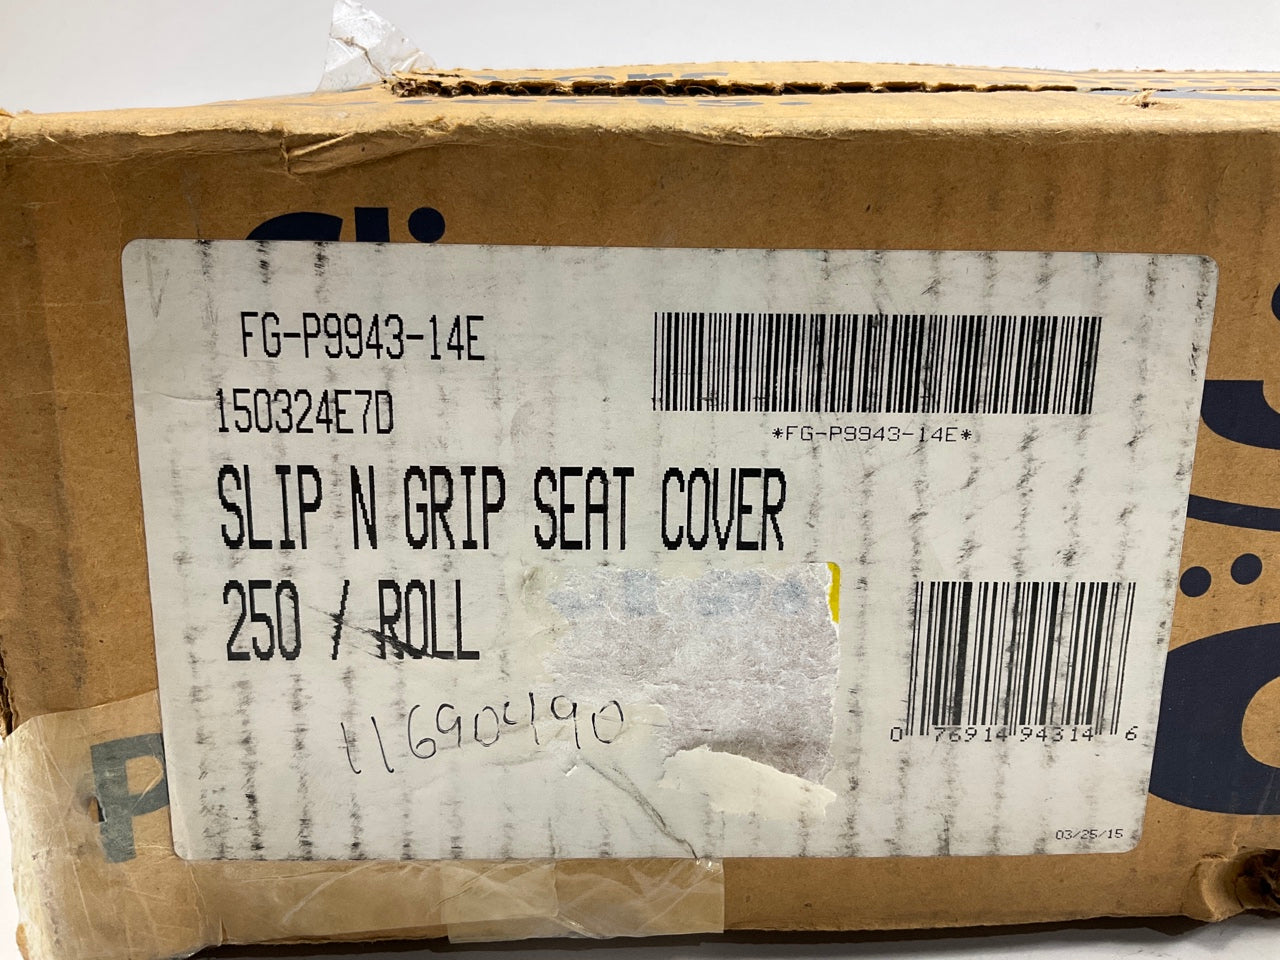 Sli
FG-P9943-14E
150324E7D
*FG-P9943-14E*
SLIP N GRIP SEAT COVER
250 / ROLL
11690490
0 76914 94314 6
03/25/15
P